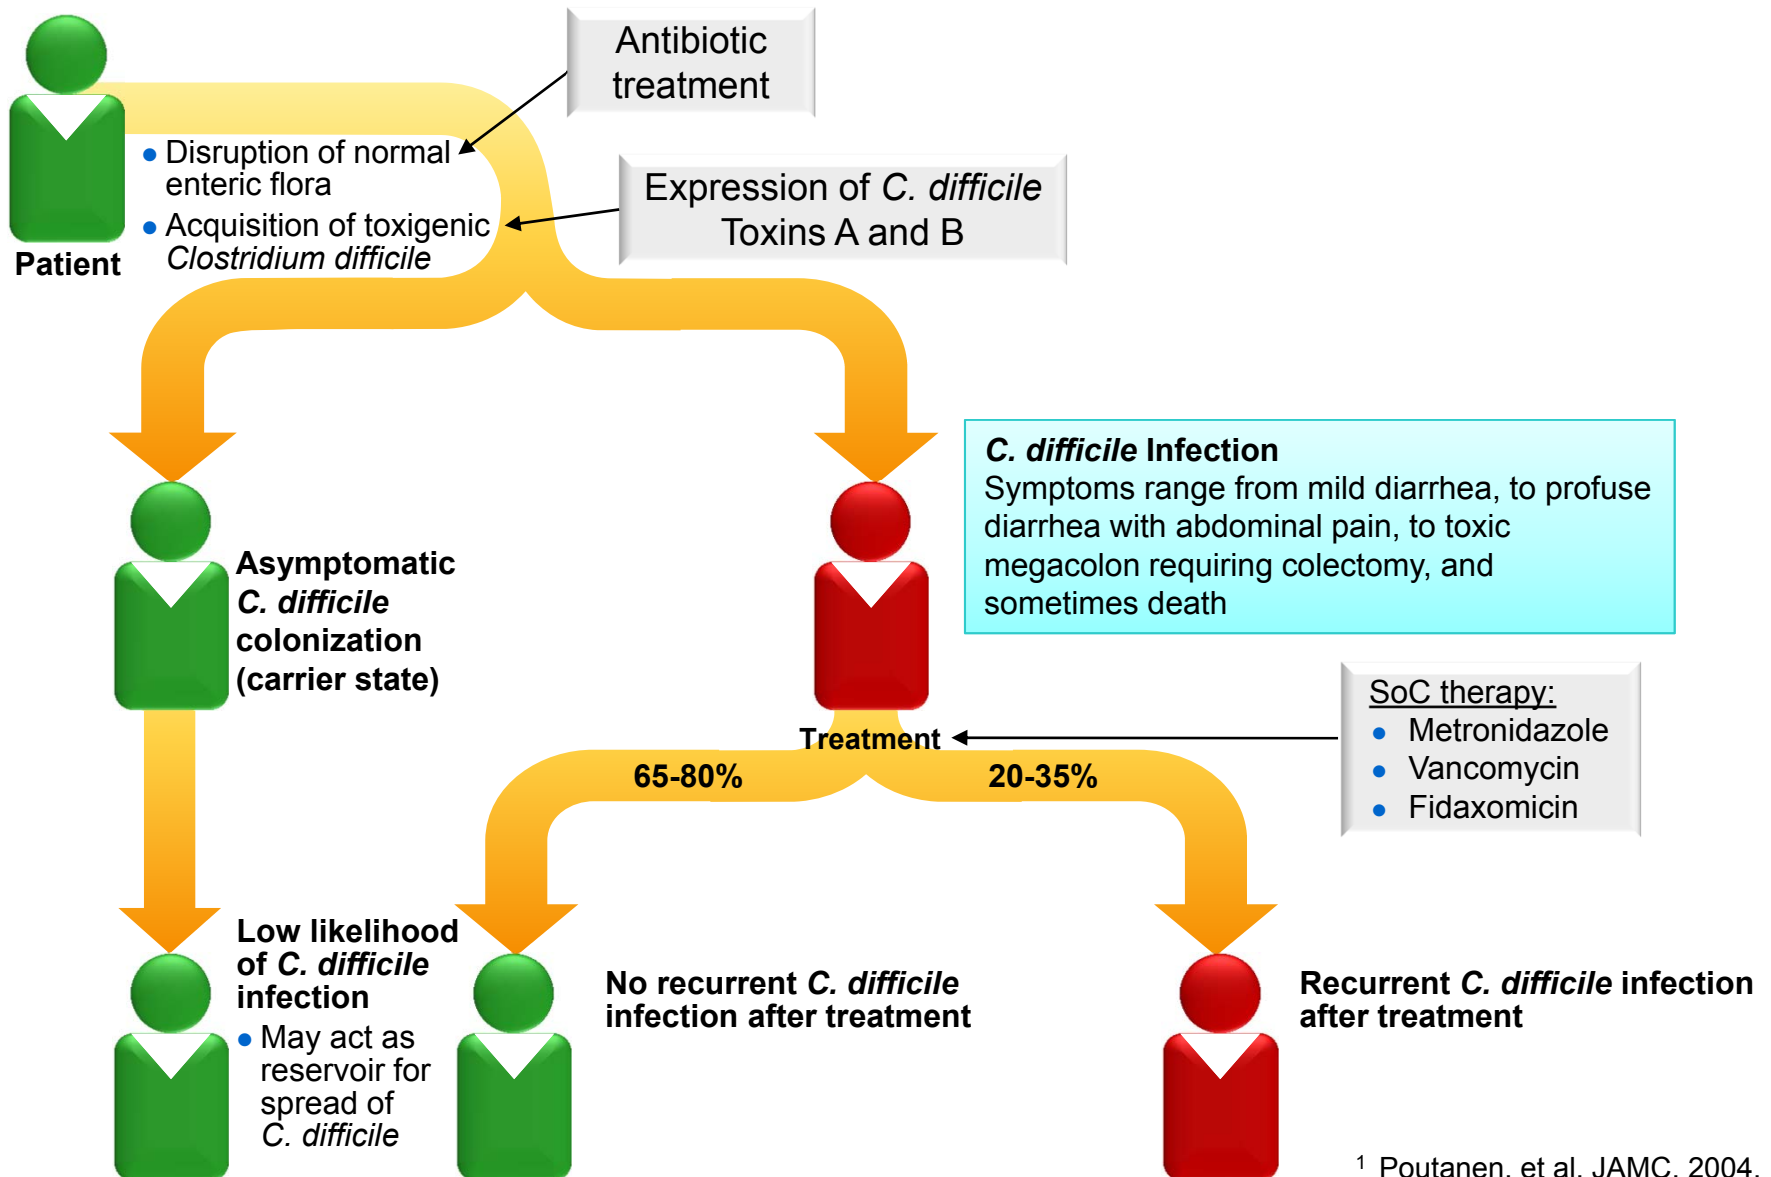 Antibiotic
treatment
• Disruption of normal
enteric flora
• Acquisition of toxigenic
Clostridium difficile
Patient
Expression of C. difficile
Toxins A and B
C. difficile Infection
Symptoms range from mild diarrhea, to profuse
diarrhea with abdominal pain, to toxic
megacolon requiring colectomy, and
sometimes death
Asymptomatic
C. difficile
colonization
(carrier state)
SoC therapy:
• Metronidazole
• Vancomycin
• Fidaxomicin
Treatment
65-80%
20-35%
Low likelihood
of C. difficile
infection
• May act as
reservoir for
spread of
C. difficile
No recurrent C. difficile
infection after treatment
Recurrent C. difficile infection
after treatment
1 Poutanen, et al. JAMC. 2004.